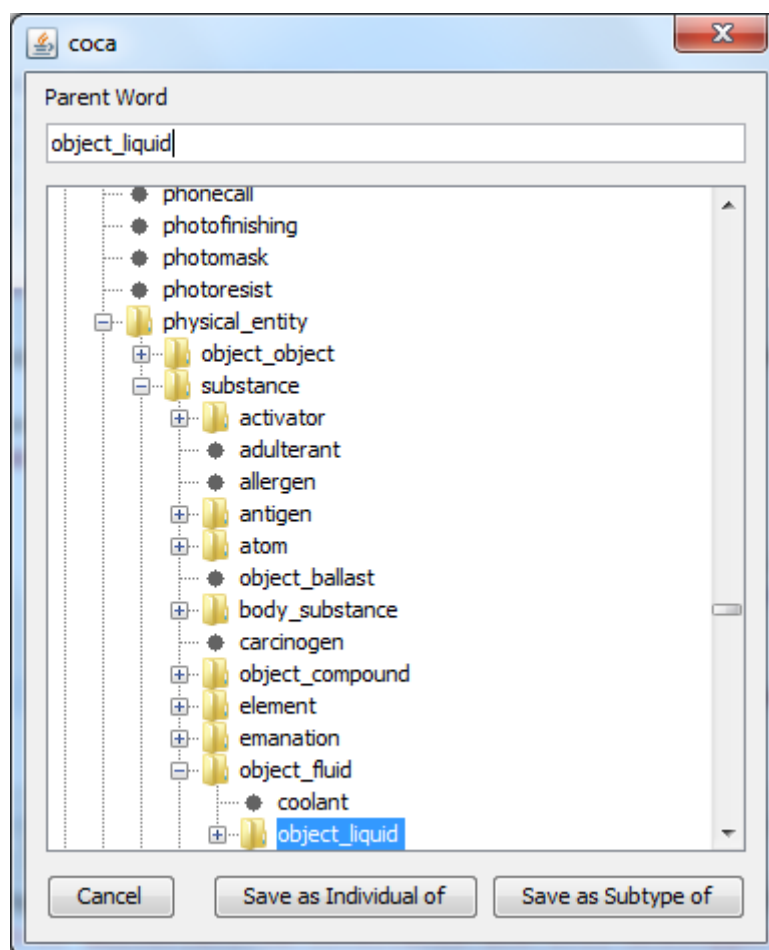 coca
Parent Word
object_liquid
phonecall
photofinishing
photomask
photoresist
physical_entity
object_object
substance
activator
adulterant
allergen
antigen
atom
object_ballast
body_substance
carcinogen
object_compound
element
emanation
object_fluid
coolant
object_liquid
Cancel Save as Individual of Save as Subtype of